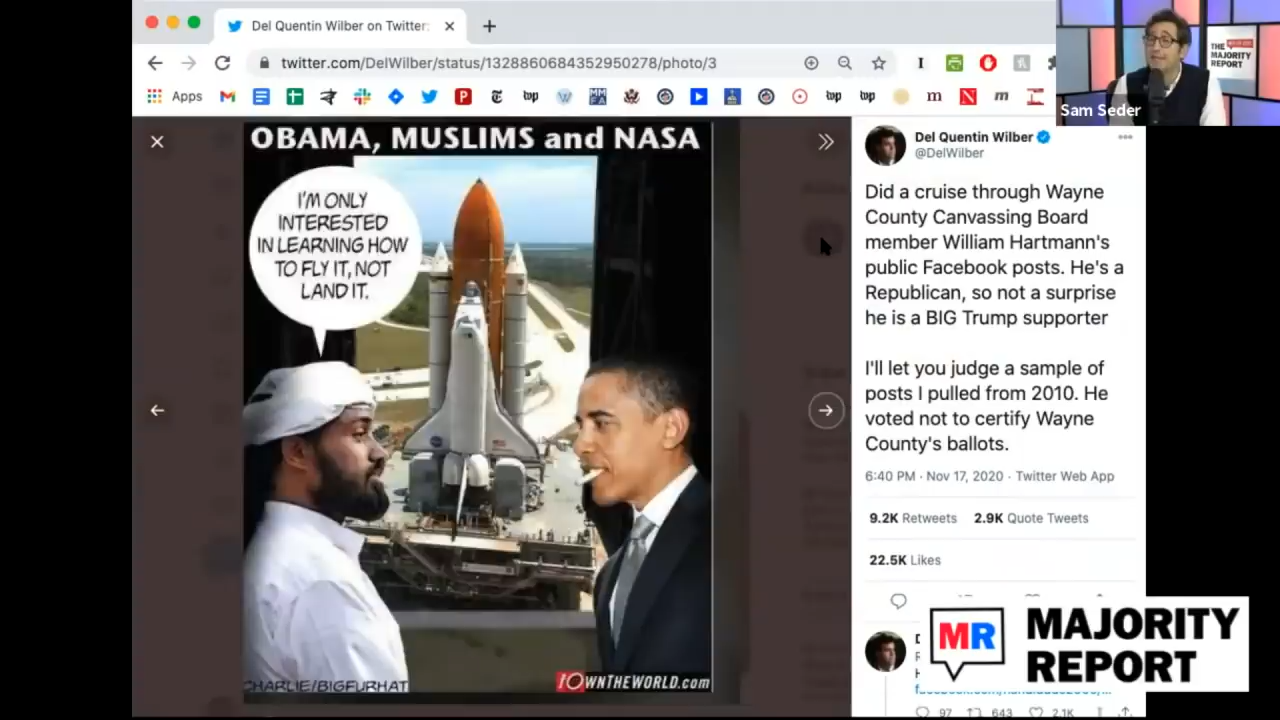 Del Quentin Wilber on Twitter:
twitter.com/DelWilber/status/1328860684352950278/photo/3
Apps
THE
MAJORITY
REPORT
Sam Seder
OBAMA, MUSLIMS and NASA
I'M ONLY
INTERESTED
IN LEARNING HOW
TO FLY IT, NOT
LAND IT.
CHARLIE/BIGFURHAT
IOWNTHEWORLD.com
Del Quentin Wilber
@DelWilber
Did a cruise through Wayne
County Canvassing Board
member William Hartmann's
public Facebook posts. He's a
Republican, so not a surprise
he is a BIG Trump supporter
I'll let you judge a sample of
posts I pulled from 2010. He
voted not to certify Wayne
County's ballots.
6:40 PM · Nov 17, 2020 · Twitter Web App
9.2K Retweets 2.9K Quote Tweets
22.5K Likes
97 643 2.1K
MR
MAJORITY
REPORT